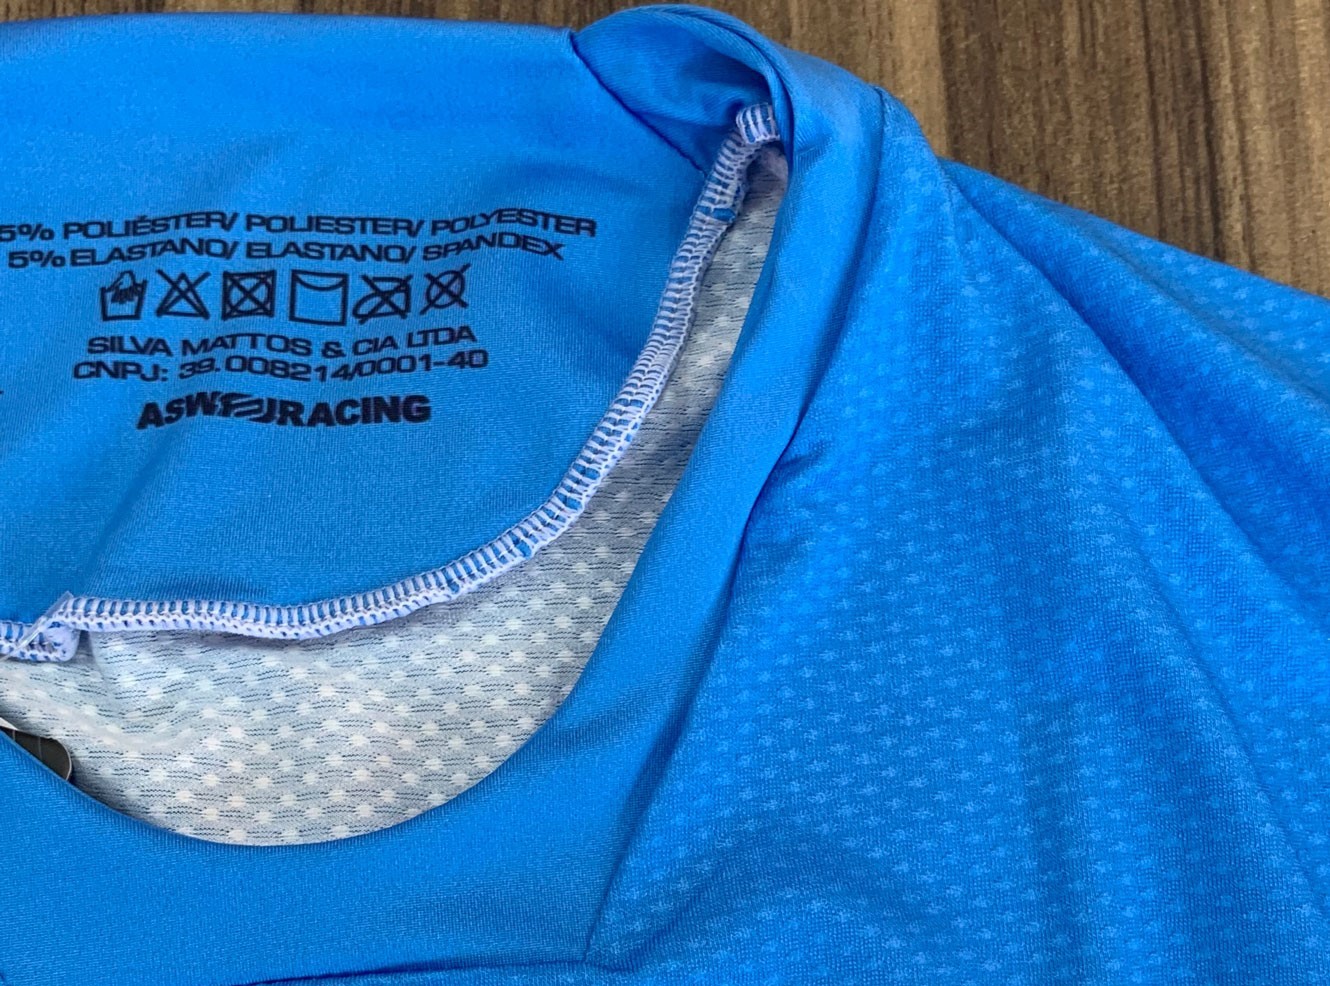 5% POLIÉSTER/ POLIESTER/ POLYESTER
5% ELASTANO/ ELASTANO/ SPANDEX
SILVA MATTOS & CIA LTDA
CNPJ: 39.008214/0001-40
ASW RACING